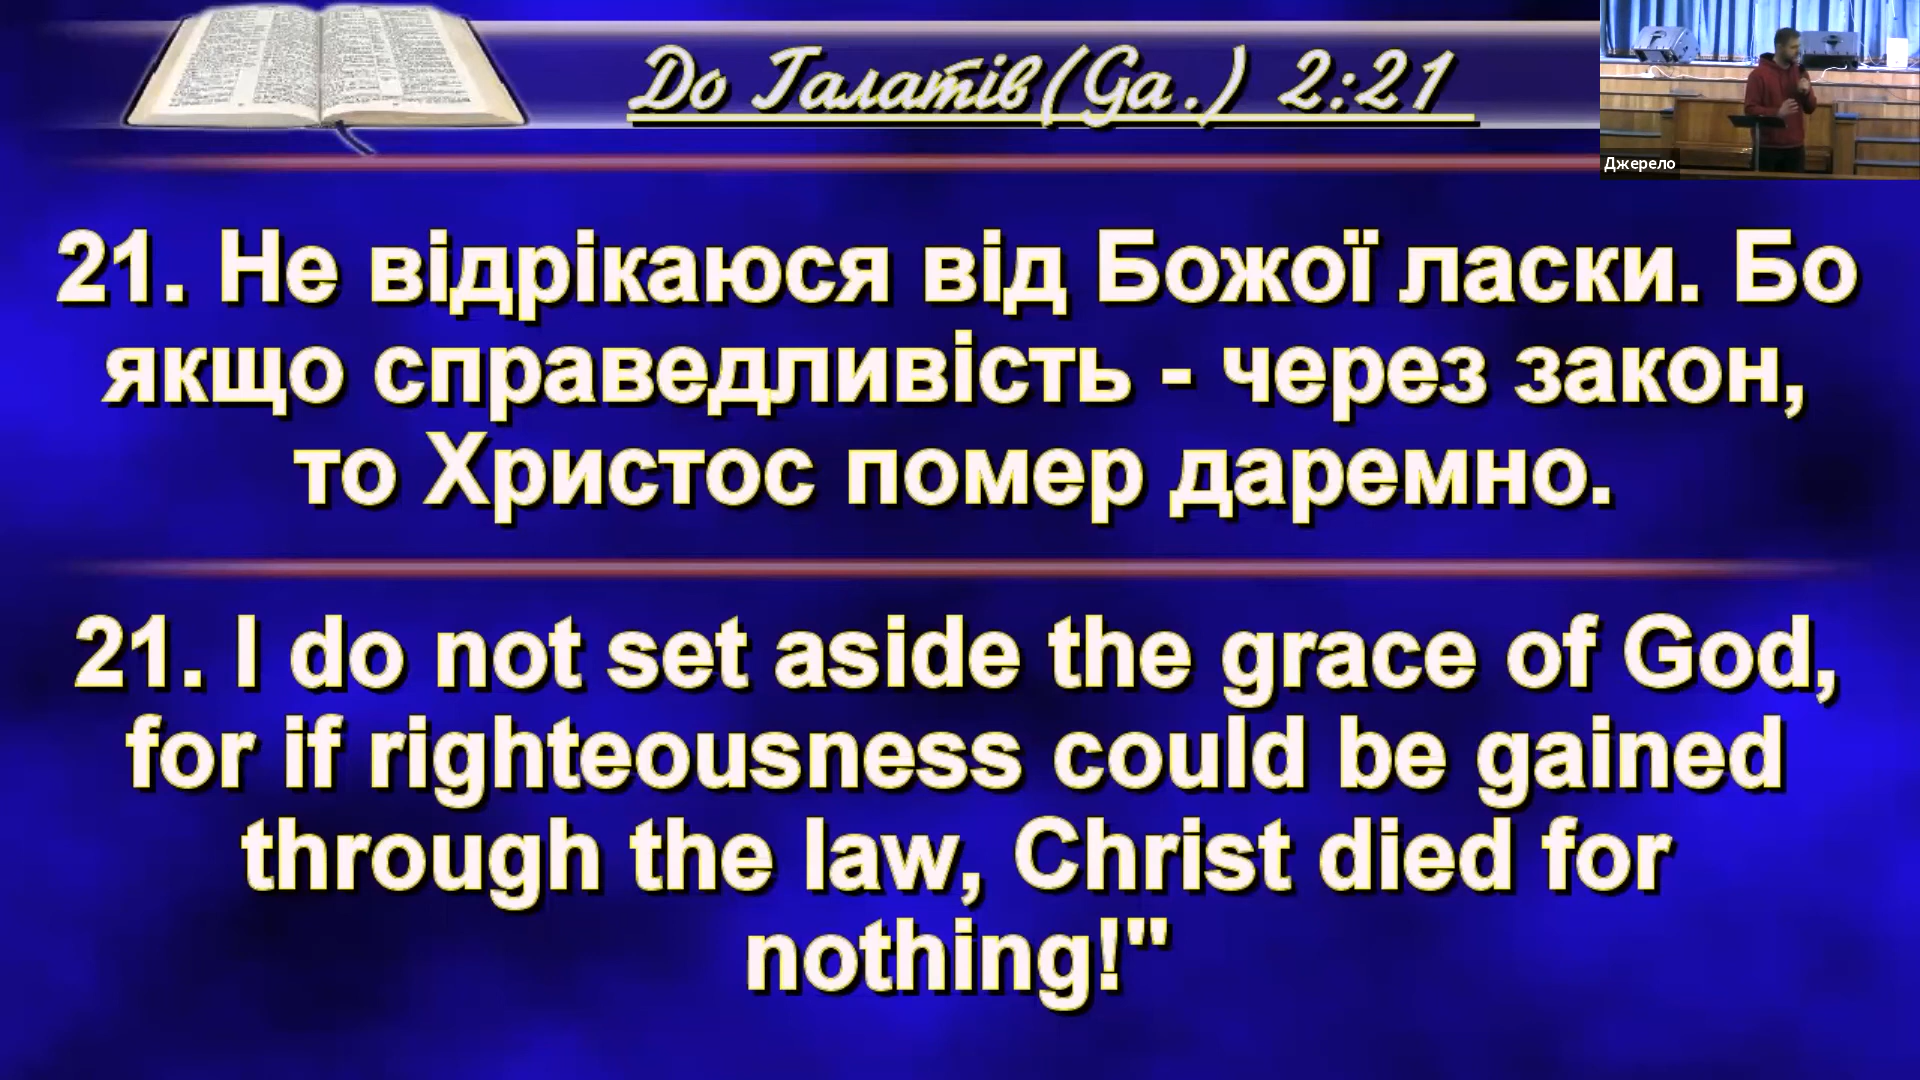 До Галатів(Ga.) 2:21
Джерело
21. Не відрікаюся від Божої ласки. Бо
якщо справедливість - через закон,
то Христос помер даремно.
21. I do not set aside the grace of God,
for if righteousness could be gained
through the law, Christ died for
nothing!"